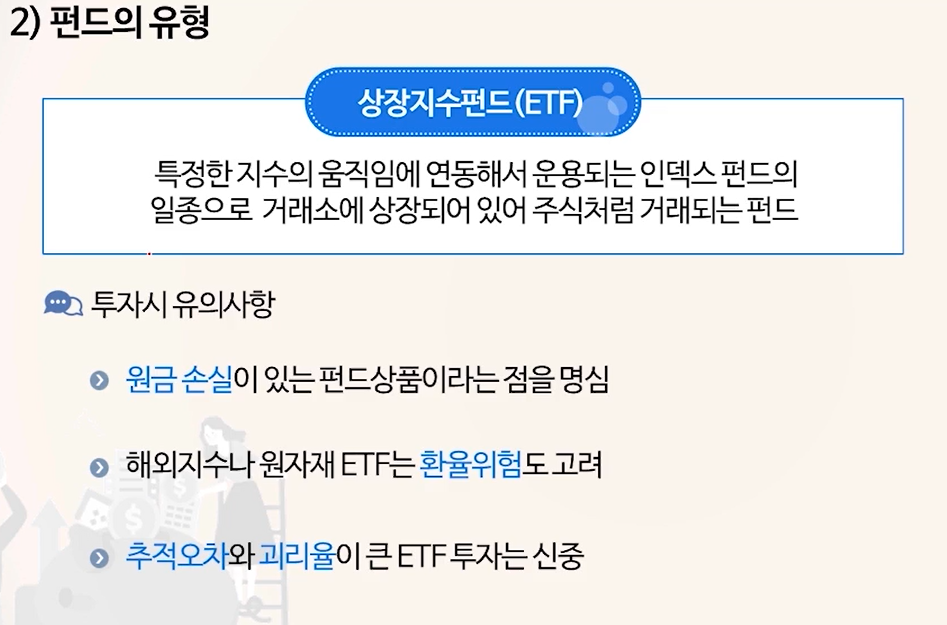 2) 펀드의 유형
상장지수펀드(ETF)
특정한 지수의 움직임에 연동해서 운용되는 인덱스 펀드의
일종으로 거래소에 상장되어 있어 주식처럼 거래되는 펀드
투자시 유의사항
원금 손실이 있는 펀드상품이라는 점을 명심
해외지수나 원자재 ETF는 환율위험도 고려
추적오차와 괴리율이 큰 ETF 투자는 신중